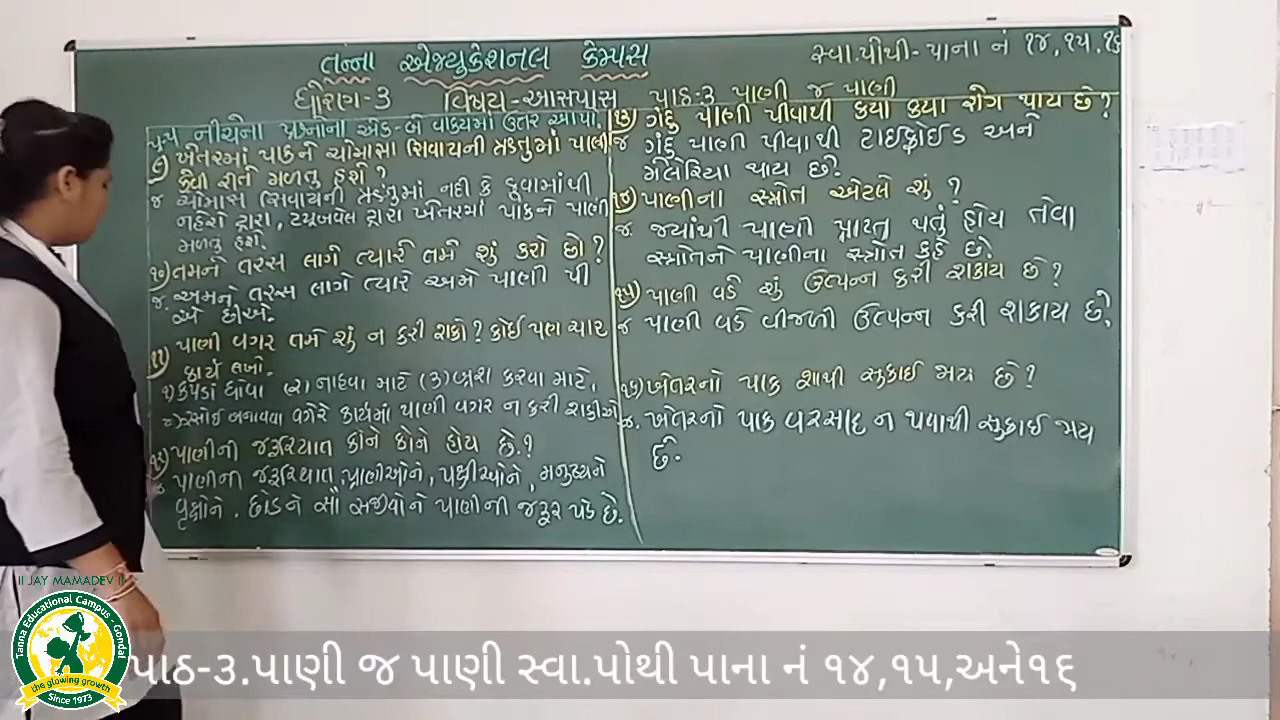 તન્ના એજ્યુકેશનલ કેમ્પસ
સ્વા.પોથી-પાના નં ૧૪,૧૫,૧૬
ધોરણ-૩ વિષય-આસપાસ પાઠ-૩ પાણી જ પાણી
નીચેના પ્રશ્નોના એક-બે વાક્યમાં ઉત્તર આપો.
૯) ખેતરમાં પાકને ચોમાસા સિવાયની ઋતુમાં પાણી
કેવી રીતે મળતુ હશે?
જ ચોમાસા સિવાયની ઋતુમાં નદી કે કૂવામાંથી
નહેરો દ્વારા, ટ્યૂબવેલ દ્વારા ખેતરમાં પાકને પાણી
મળતુ હશે.
૧૦) તમને તરસ લાગે ત્યારે તમે શું કરો છો?
જ. અમને તરસ લાગે ત્યારે અમે પાણી પી
એ છીએ.
૧૧) પાણી વગર તમે શું ન કરી શકો? કોઈ પણ ચાર
કાર્ય લખો.
૧) કપડાં ધોવા (૨) નાહવા માટે (૩) બ્રશ કરવા માટે.
૪) રસોઈ બનાવવા વગેરે કાર્યમાં પાણી વગર ન કરી શકીએ
૧૨) પાણીની જરૂરિયાત કોને કોને હોય છે.?
જ પાણીની જરૂરિયાત પ્રાણીઓને, પક્ષીઓને, મનુષ્યને
વૃક્ષોને. છોડને સૌ સજીવોને પાણીની જરૂર પડે છે.
૧૩) ગંદુ પાણી પીવાથી કયા કયા રોગ થાય છે?
જ ગંદું પાણી પીવાથી ટાઈફોઈડ અને
મેલેરિયા થાય છે.
૧૪) પાણીના સ્ત્રોત એટલે શું?
જ. જ્યાંથી પાણી પ્રાપ્ત થતું હોય તેવા
સ્ત્રોતને પાણીના સ્ત્રોત કહે છે.
૧૫) પાણી વડે શું ઉત્પન્ન કરી શકાય છે?
જ પાણી વડે વીજળી ઉત્પન્ન કરી શકાય છે.
૧૬) ખેતરનો પાક શાથી સુકાઈ જાય છે?
જ. ખેતરનો પાક વરસાદ ન થવાથી સુકાઈ જાય
છે.
|| JAY MAMADEV ||
Tanna Educational Campus - Gondal
the glowing growth
Since 1973
પાઠ-૩.પાણી જ પાણી સ્વા.પોથી પાના નં ૧૪,૧૫,અને૧૬